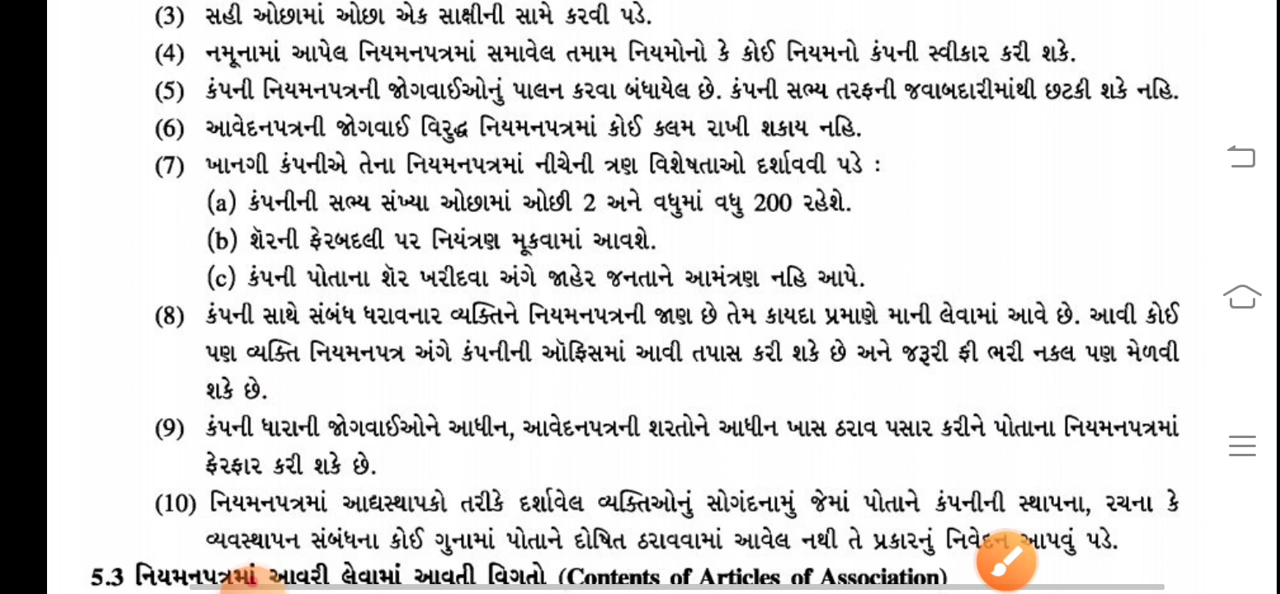 (3) સહી ઓછામાં ઓછા એક સાક્ષીની સામે કરવી પડે.
(4) નમૂનામાં આપેલ નિયમનપત્રમાં સમાવેલ તમામ નિયમોનો કે કોઈ નિયમનો કંપની સ્વીકાર કરી શકે.
(5) કંપની નિયમનપત્રની જોગવાઈઓનું પાલન કરવા બંધાયેલ છે. કંપની સભ્ય તરફની જવાબદારીમાંથી છટકી શકે નહિ.
(6) આવેદનપત્રની જોગવાઈ વિરુદ્ધ નિયમનપત્રમાં કોઈ કલમ રાખી શકાય નહિ.
(7) ખાનગી કંપનીએ તેના નિયમનપત્રમાં નીચેની ત્રણ વિશેષતાઓ દર્શાવવી પડે :
(a) કંપનીની સભ્ય સંખ્યા ઓછામાં ઓછી 2 અને વધુમાં વધુ 200 રહેશે.
(b) શૅરની ફેરબદલી પર નિયંત્રણ મૂકવામાં આવશે.
(c) કંપની પોતાના શૅર ખરીદવા અંગે જાહેર જનતાને આમંત્રણ નહિ આપે.
(8) કંપની સાથે સંબંધ ધરાવનાર વ્યક્તિને નિયમનપત્રની જાણ છે તેમ કાયદા પ્રમાણે માની લેવામાં આવે છે. આવી કોઈ
પણ વ્યક્તિ નિયમનપત્ર અંગે કંપનીની ઑફિસમાં આવી તપાસ કરી શકે છે અને જરૂરી ફી ભરી નકલ પણ મેળવી
શકે છે.
(9) કંપની ધારાની જોગવાઈઓને આધીન, આવેદનપત્રની શરતોને આધીન ખાસ ઠરાવ પસાર કરીને પોતાના નિયમનપત્રમાં
ફેરફાર કરી શકે છે.
(10) નિયમનપત્રમાં આદ્યસ્થાપકો તરીકે દર્શાવેલ વ્યક્તિઓનું સોગંદનામું જેમાં પોતાને કંપનીની સ્થાપના, રચના કે
વ્યવસ્થાપન સંબંધના કોઈ ગુનામાં પોતાને દોષિત ઠરાવવામાં આવેલ નથી તે પ્રકારનું નિવેદન આપવું પડે.
5.3 નિયમનપત્રમાં આવરી લેવામાં આવતી વિગતો (Contents of Articles of Association)